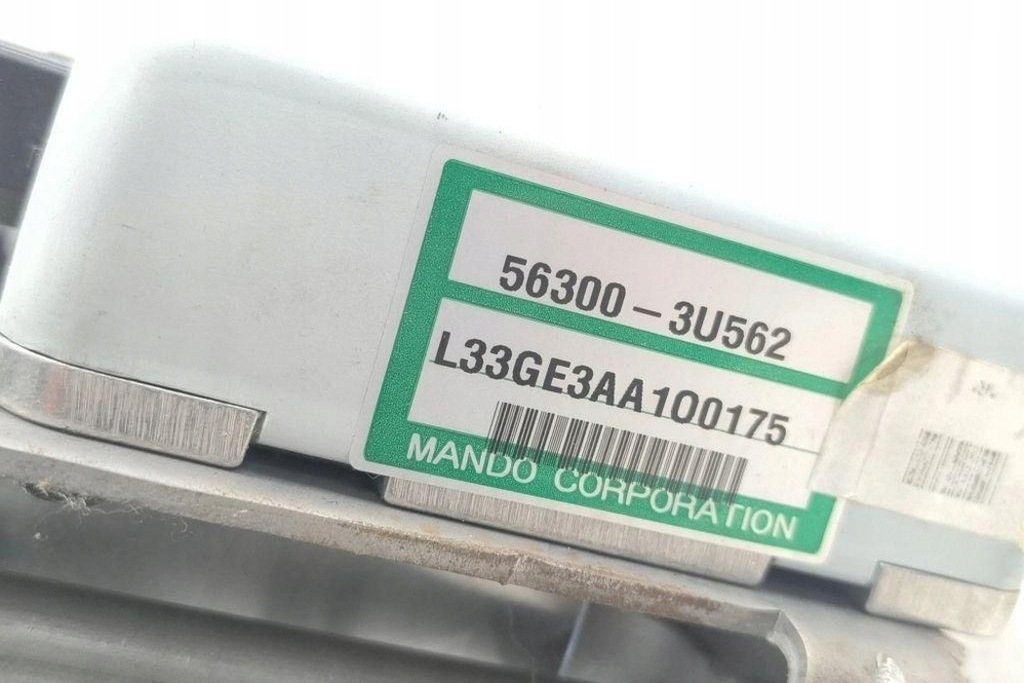 56300-3U562
L33GE3AA100175
MANDO CORPORATION